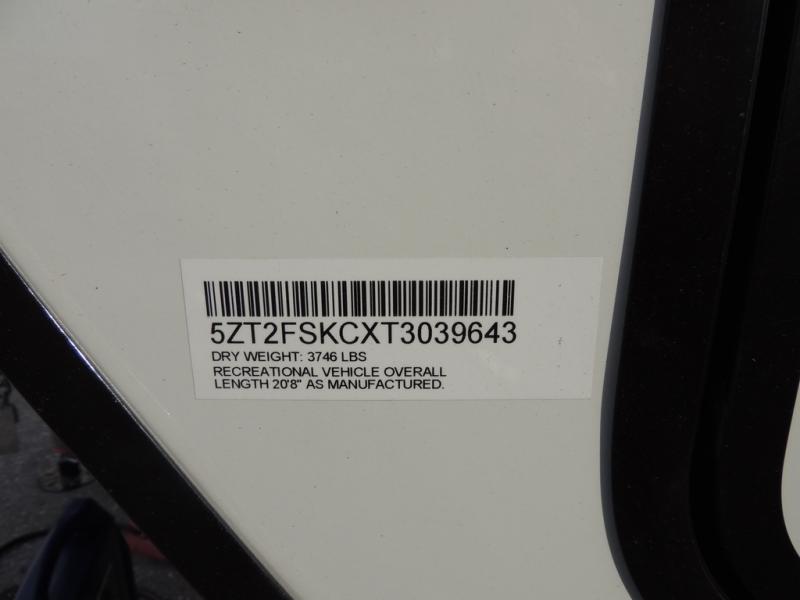 5ZT2FSKCXT3039643
DRY WEIGHT: 3746 LBS
RECREATIONAL VEHICLE OVERALL
LENGTH 20'8" AS MANUFACTURED.